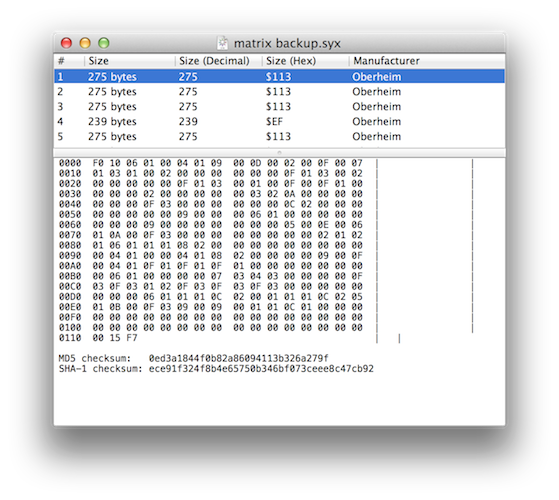 matrix backup.syx
# Size Size (Decimal) Size (Hex) Manufacturer
1 275 bytes 275 $113 Oberheim
2 275 bytes 275 $113 Oberheim
3 275 bytes 275 $113 Oberheim
4 239 bytes 239 $EF Oberheim
5 275 bytes 275 $113 Oberheim
0000 F0 10 06 01 00 04 01 09 00 0D 00 02 00 0F 00 07 | |
0010 01 03 01 00 02 00 00 00 00 00 00 0F 01 03 00 02 | |
0020 00 00 00 00 00 0F 01 03 00 01 00 0F 00 0F 01 00 | |
0030 00 00 00 02 00 00 00 00 00 03 02 0A 00 00 00 00 | |
0040 00 00 00 0F 03 00 00 00 00 00 00 0C 02 00 00 00 | |
0050 00 00 00 00 00 09 00 00 00 06 01 00 00 00 00 00 | |
0060 00 00 00 09 00 00 00 00 00 00 00 05 00 0E 00 06 | |
0070 01 0A 00 0F 03 00 00 00 00 00 00 00 00 02 01 02 | |
0080 01 06 01 01 01 08 02 00 00 00 00 00 00 00 00 00 | |
0090 00 04 01 00 00 04 01 08 02 00 00 00 00 09 00 0F | |
00A0 00 04 01 0F 01 0F 01 0F 01 00 00 00 00 00 00 00 | |
00B0 00 06 01 00 00 00 00 07 03 04 03 00 00 00 00 0F | |
00C0 03 0F 03 01 02 0F 03 0F 03 0F 03 00 00 00 00 00 | |
00D0 00 00 00 06 01 01 01 0C 02 00 01 01 01 0C 02 05 | |
00E0 01 0B 00 0F 03 09 00 09 00 01 01 0C 01 00 00 00 | |
00F0 00 00 00 00 00 00 00 00 00 00 00 00 00 00 00 00 | |
0100 00 00 00 00 00 00 00 00 00 00 00 00 00 00 00 00 | |
0110 00 15 F7 | |
MD5 checksum: 0ed3a1844f0b82a86094113b326a279f
SHA-1 checksum: ece91f324f8b4e65750b346bf073ceee8c47cb92